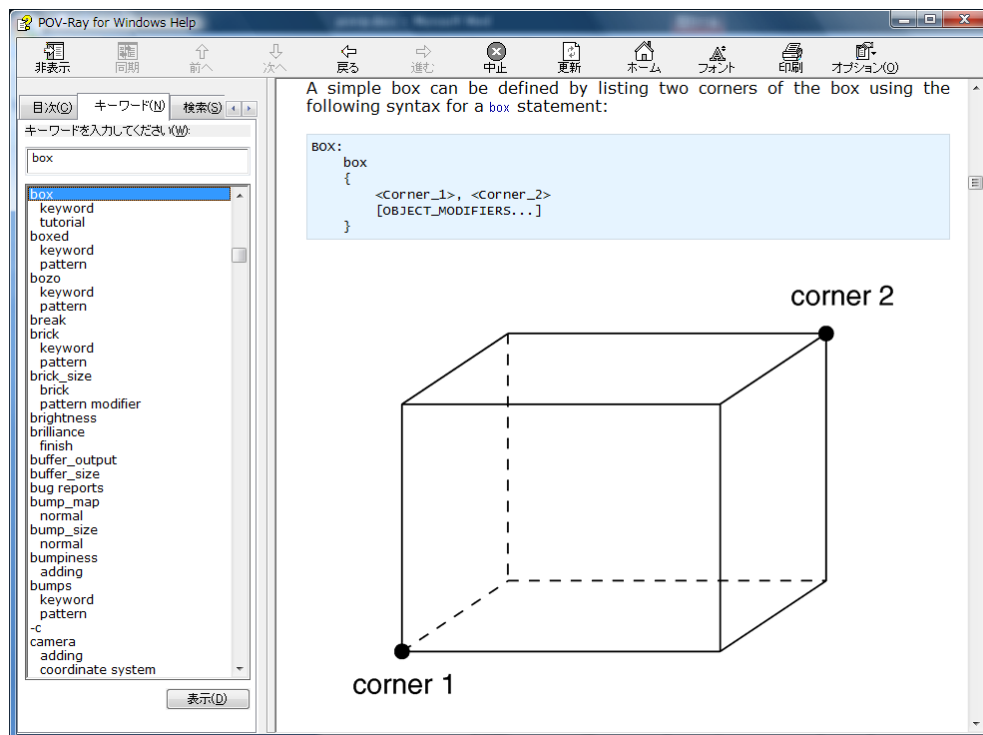 POV-Ray for Windows Help
非表示
同期
前へ
次へ
戻る
進む
中止
更新
ホーム
フォント
印刷
オプション(O)
目次(C)
キーワード(N)
検索(S)
キーワードを入力してください(W):
box
box
keyword
tutorial
boxed
keyword
pattern
bozo
keyword
pattern
break
brick
keyword
pattern
brick_size
brick
pattern modifier
brightness
brilliance
finish
buffer_output
buffer_size
bug reports
bump_map
normal
bump_size
normal
bumpiness
adding
bumps
keyword
pattern
-c
camera
adding
coordinate system
表示(D)
A simple box can be defined by listing two corners of the box using the
following syntax for a box statement:
BOX:
box
{
<Corner_1>, <Corner_2>
[OBJECT_MODIFIERS...]
}
corner 2
corner 1